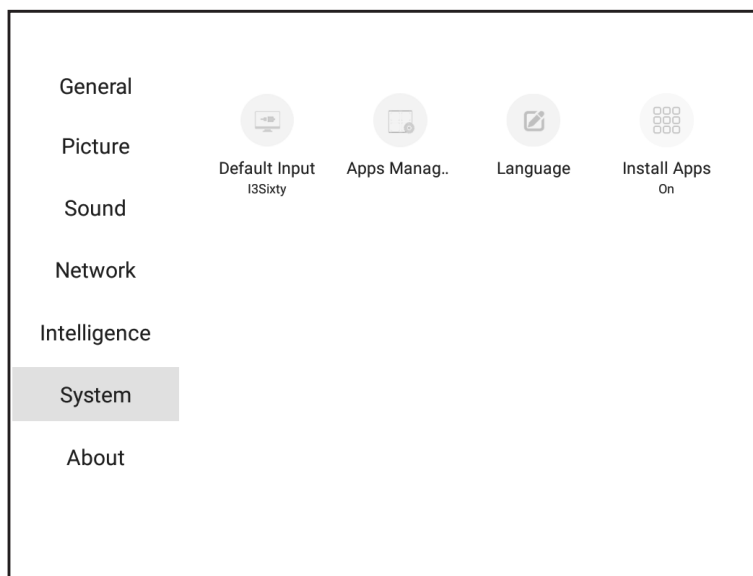 General
Picture
Sound
Network
Intelligence
System
About
Default Input
I3Sixty
Apps Manag..
Language
Install Apps
On